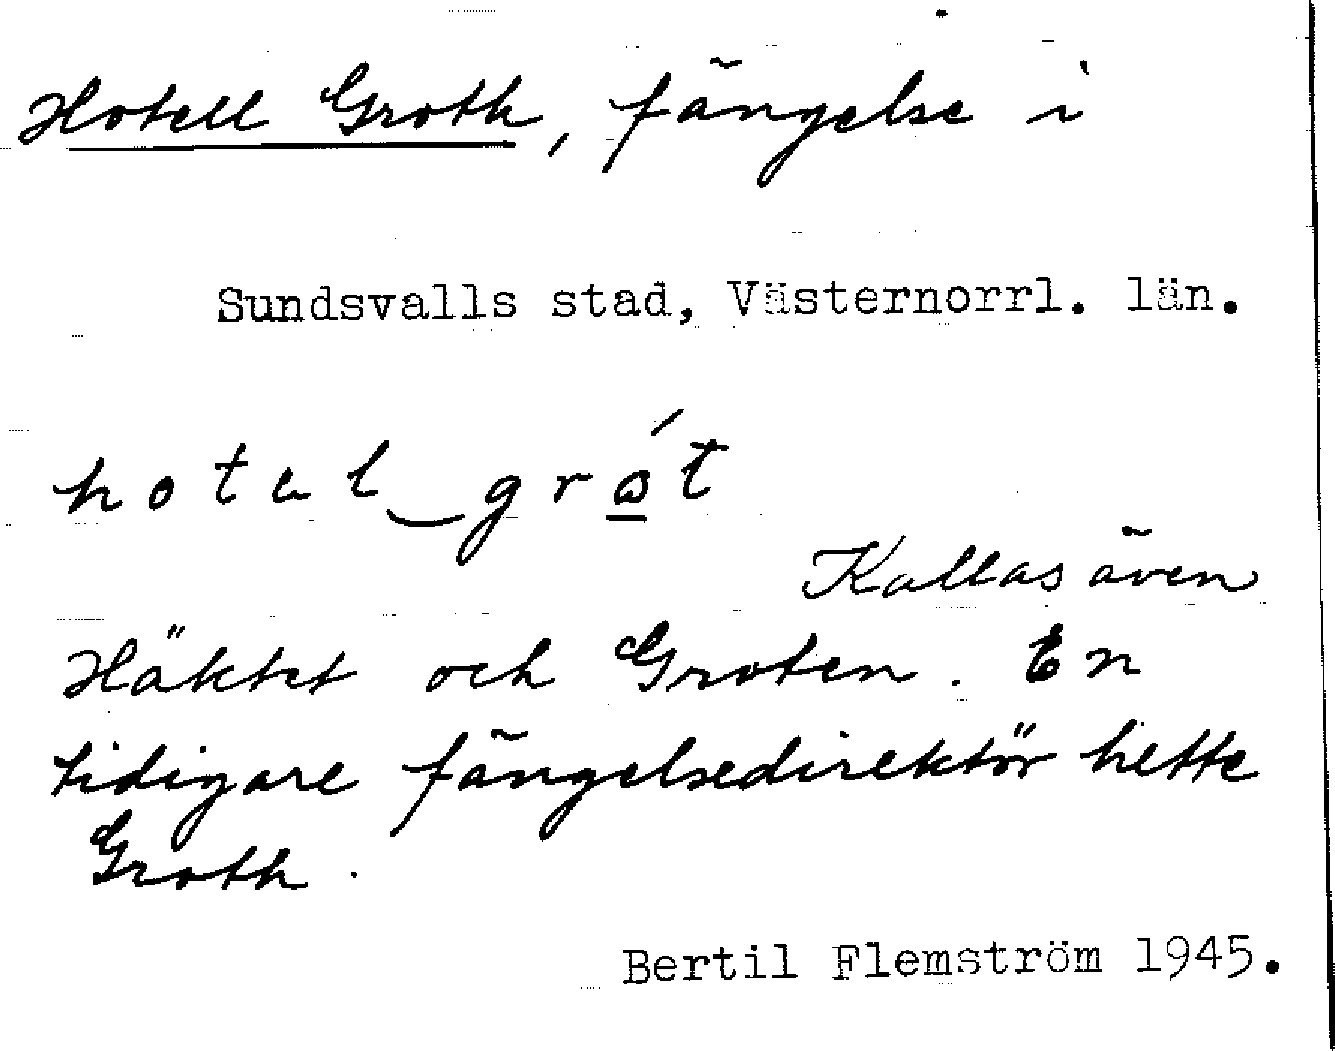 Hotell Groth, fängelse i
Sundsvalls stad, Västernorrl. län.
hotel grót
Kallas även
Häktet och Groten. En
tidigare fängelsedirektör hette
Groth.
Bertil Flemström 1945.